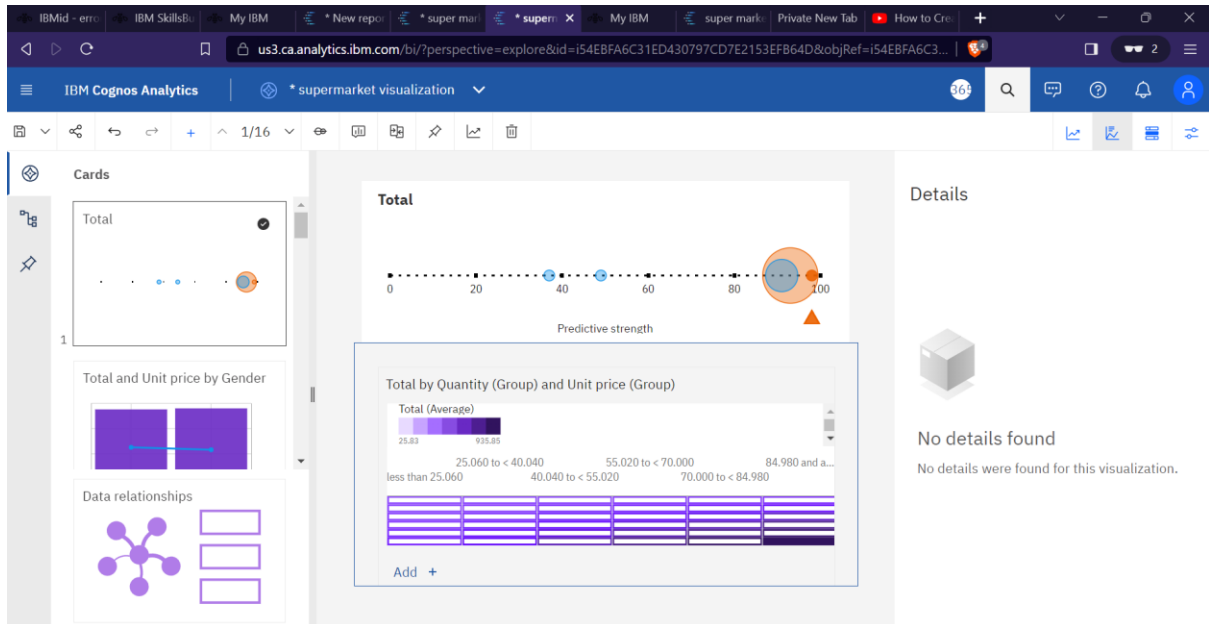 IBMid - erro
IBM SkillsBu
My IBM
* New repor
* super mar
* superm
My IBM
super marke
Private New Tab
How to Crea
us3.ca.analytics.ibm.com/bi/?perspective=explore&id=i54EBFA6C31ED430797CD7E2153EFB64D&objRef=i54EBFA6C3...
2
IBM Cognos Analytics
* supermarket visualization
365
1/16
Cards
Total
1
Total and Unit price by Gender
Data relationships
Total
0 20 40 60 80 100
Predictive strength
Total by Quantity (Group) and Unit price (Group)
Total (Average)
25.83 935.85
25.060 to < 40.040 55.020 to < 70.000 84.980 and a...
less than 25.060 40.040 to < 55.020 70.000 to < 84.980
Add +
Details
No details found
No details were found for this visualization.